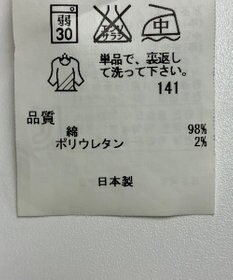 弱
30
エンソサラシ
中
単品で、裏返し
て洗って下さい。
141
品質
綿 98%
ポリウレタン 2%
日本製